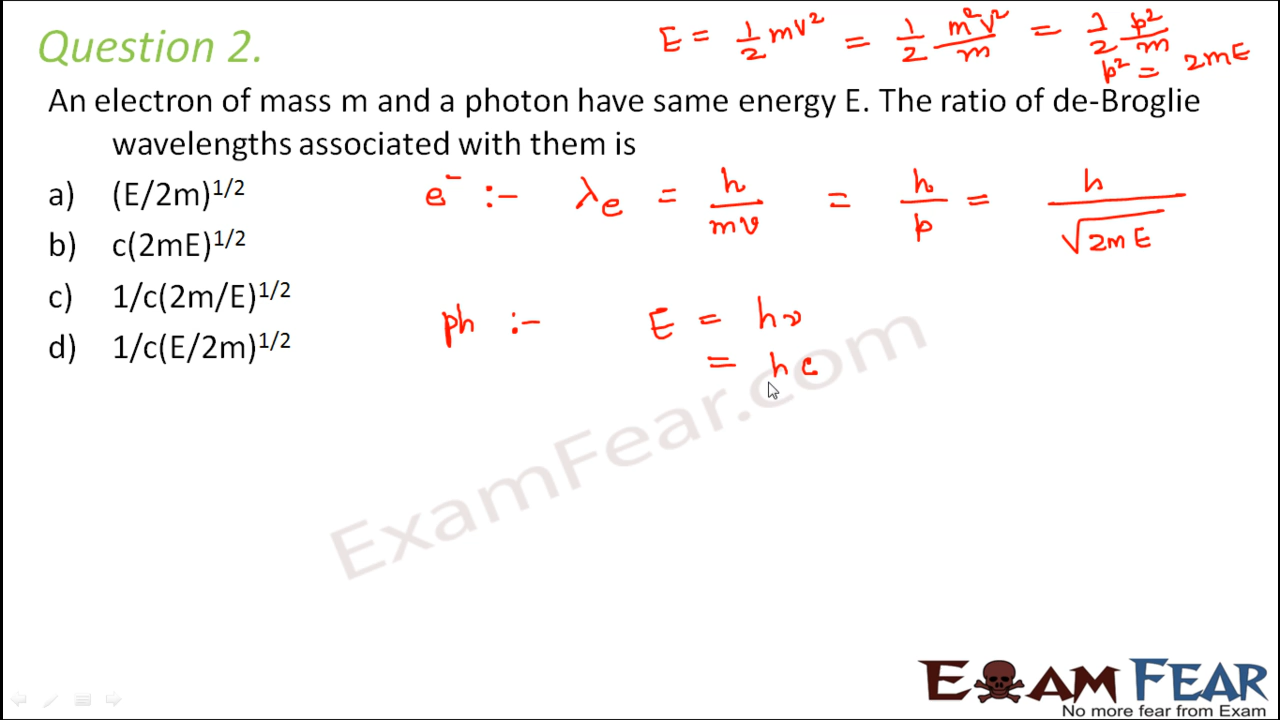 Question 2.
E = 1/2 mv² = 1/2 m²v²/m = 1/2 p²/m
p² = 2mE
An electron of mass m and a photon have same energy E. The ratio of de-Broglie
wavelengths associated with them is
a) (E/2m)^1/2
b) c(2mE)^1/2
c) 1/c(2m/E)^1/2
d) 1/c(E/2m)^1/2
e⁻ :- λe = h/mv = h/p = h/√2mE
ph :- E = hν
= hc
ExamFear.com
EXAM FEAR
No more fear from Exam